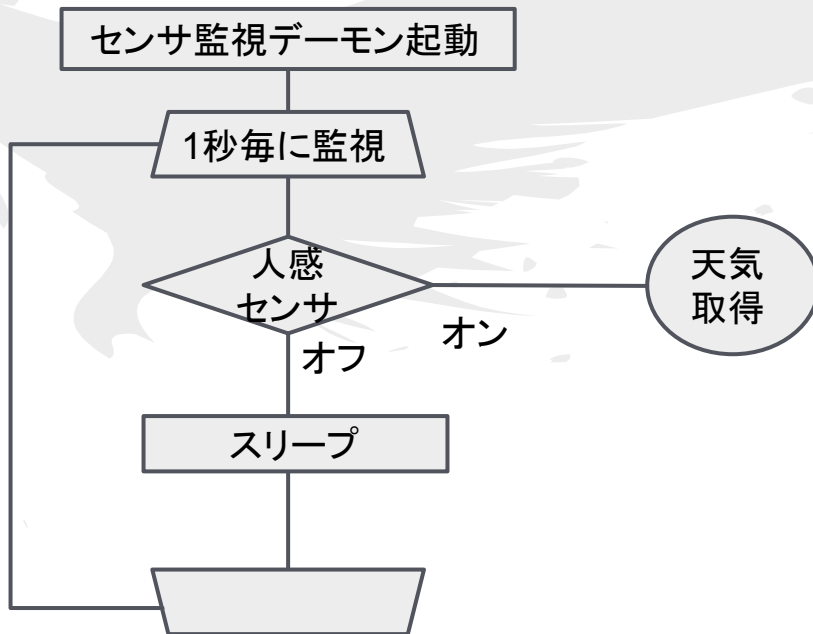 センサ監視デーモン起動
1秒毎に監視
人感
センサ
天気
取得
オン
オフ
スリープ